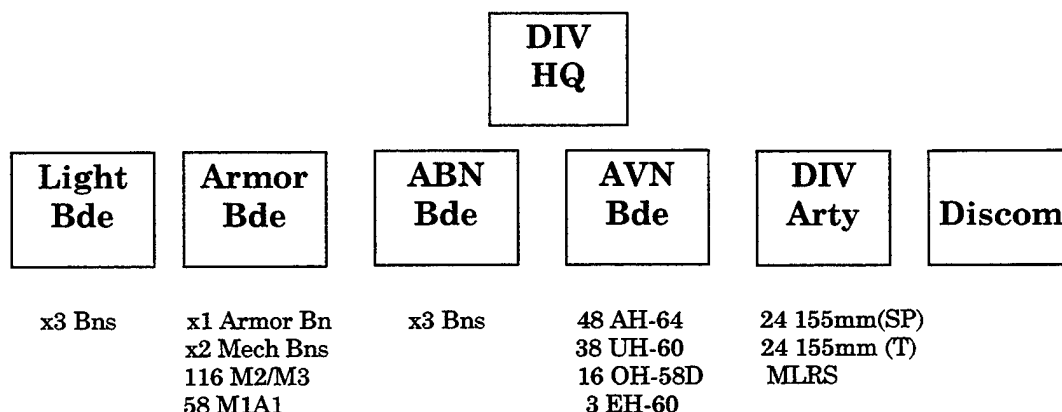 DIV
HQ
Light
Bde
Armor
Bde
ABN
Bde
AVN
Bde
DIV
Arty
Discom
x3 Bns
x1 Armor Bn
x2 Mech Bns
116 M2/M3
58 M1A1
x3 Bns
48 AH-64
38 UH-60
16 OH-58D
3 EH-60
24 155mm(SP)
24 155mm (T)
MLRS